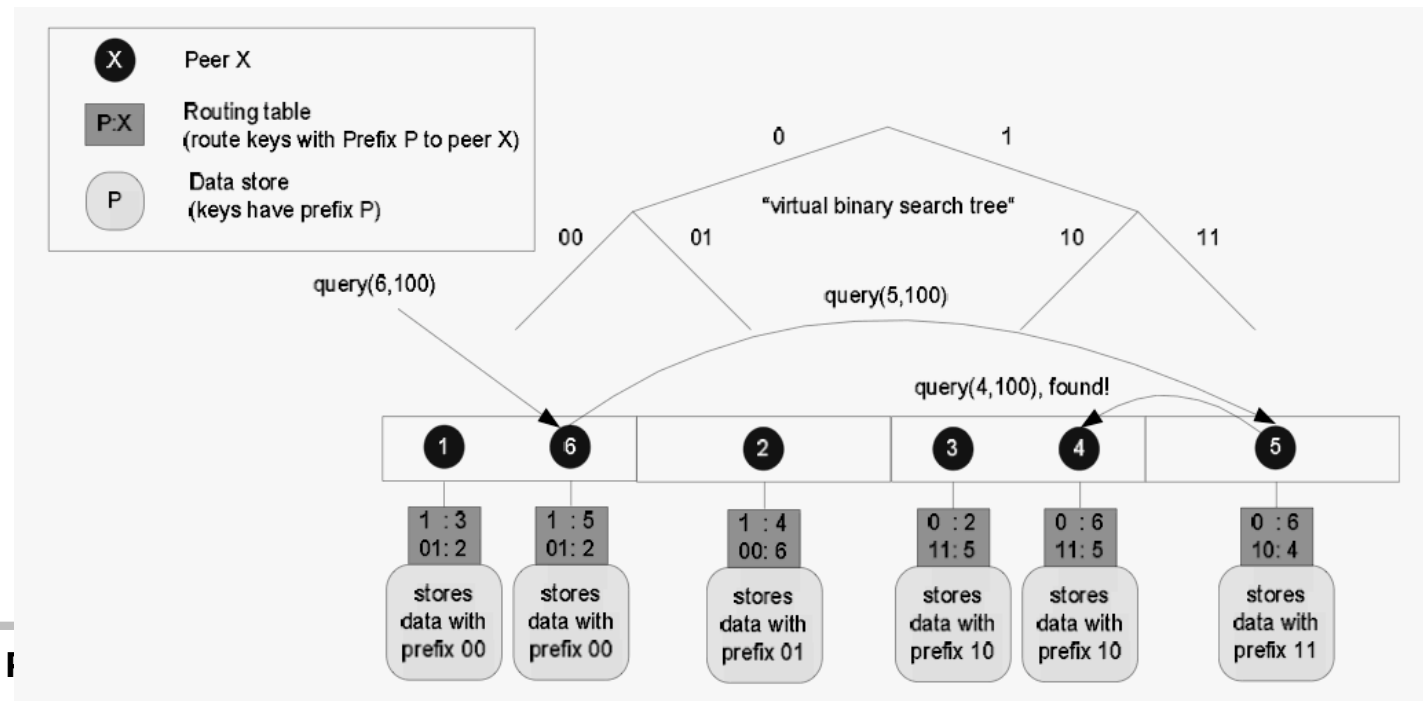 X Peer X
P:X Routing table
(route keys with Prefix P to peer X)
P Data store
(keys have prefix P)
0 1
"virtual binary search tree"
00 01 10 11
query(6,100)
query(5,100)
query(4,100), found!
1 6 2 3 4 5
1 :3 1 :5 1 :4 0 :2 0 :6 0 :6
01:2 01:2 00:6 11:5 11:5 10:4
stores stores stores stores stores stores
data with data with data with data with data with data with
prefix 00 prefix 00 prefix 01 prefix 10 prefix 10 prefix 11